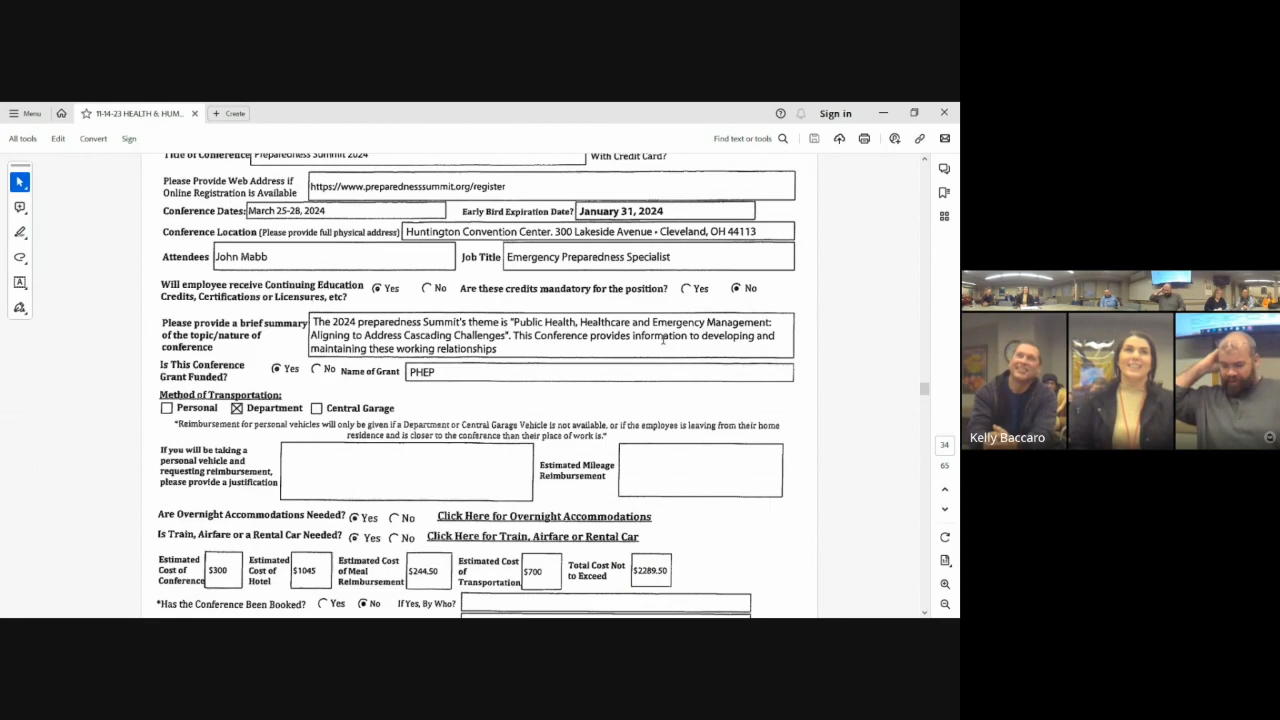 Menu
11-14-23 HEALTH & HUM...
Create
Sign in
All tools
Edit
Convert
Sign
Find text or tools
Title of Conference Preparedness Summit 2024
With Credit Card?
Please Provide Web Address if
Online Registration is Available
https://www.preparednesssummit.org/register
Conference Dates: March 25-28, 2024
Early Bird Expiration Date? January 31, 2024
Conference Location (Please provide full physical address) Huntington Convention Center. 300 Lakeside Avenue • Cleveland, OH 44113
Attendees John Mabb
Job Title Emergency Preparedness Specialist
Will employee receive Continuing Education
Credits, Certifications or Licensures, etc?
Yes No
Are these credits mandatory for the position? Yes No
Please provide a brief summary
of the topic/nature of
conference
The 2024 preparedness Summit's theme is "Public Health, Healthcare and Emergency Management:
Aligning to Address Cascading Challenges". This Conference provides information to developing and
maintaining these working relationships
Is This Conference
Grant Funded?
Yes No
Name of Grant PHEP
Method of Transportation:
Personal Department Central Garage
*Reimbursement for personal vehicles will only be given if a Department or Central Garage Vehicle is not available, or if the employee is leaving from their home
residence and is closer to the conference than their place of work is.*
If you will be taking a
personal vehicle and
requesting reimbursement,
please provide a justification
Estimated Mileage
Reimbursement
Are Overnight Accommodations Needed? Yes No Click Here for Overnight Accommodations
Is Train, Airfare or a Rental Car Needed? Yes No Click Here for Train, Airfare or Rental Car
Estimated
Cost of
Conference
$300
Estimated
Cost of
Hotel
$1045
Estimated Cost
of Meal
Reimbursement
$244.50
Estimated Cost
of
Transportation
$700
Total Cost Not
to Exceed
$2289.50
*Has the Conference Been Booked? Yes No If Yes, By Who?
34
65
Kelly Baccaro